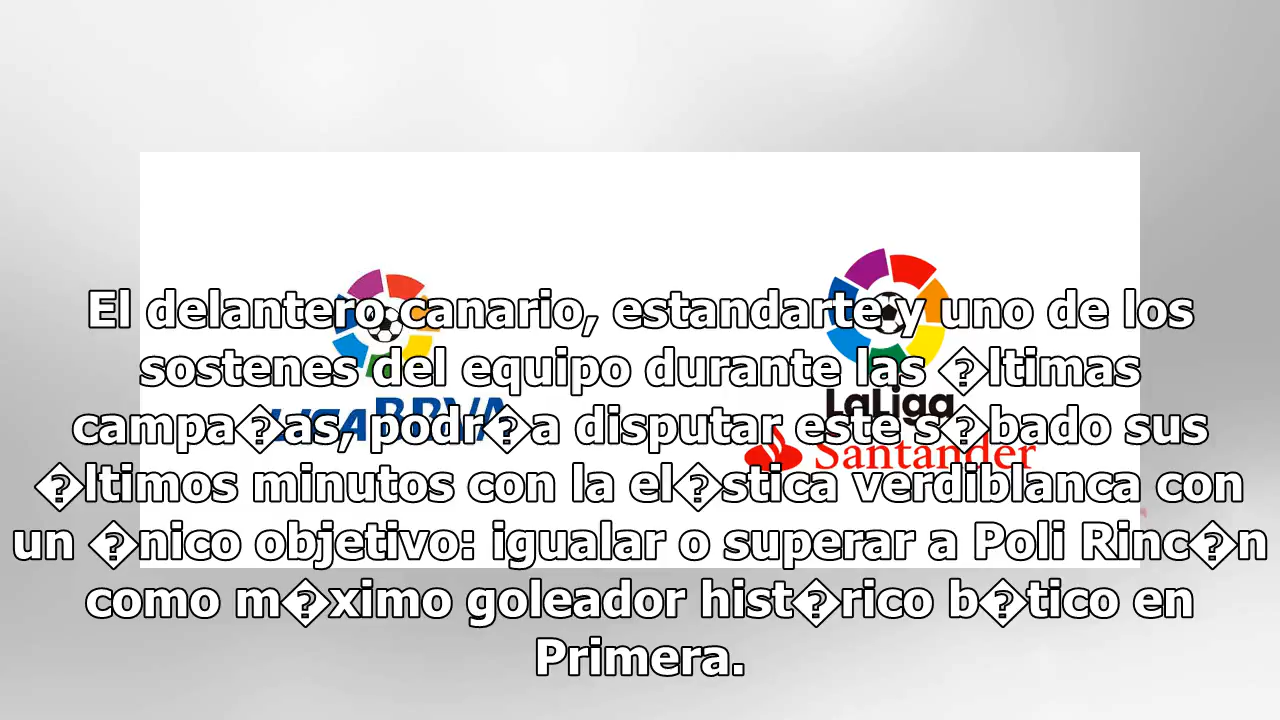 El delantero canario, estandarte y uno de los
sostenes del equipo durante las �ltimas
campa�as, podr�a disputar este s�bado sus
�ltimos minutos con la el�stica verdiblanca con
un �nico objetivo: igualar o superar a Poli Rinc�n
como m�ximo goleador hist�rico b�tico en
Primera.
LIGA BBVA
LaLiga
Santander